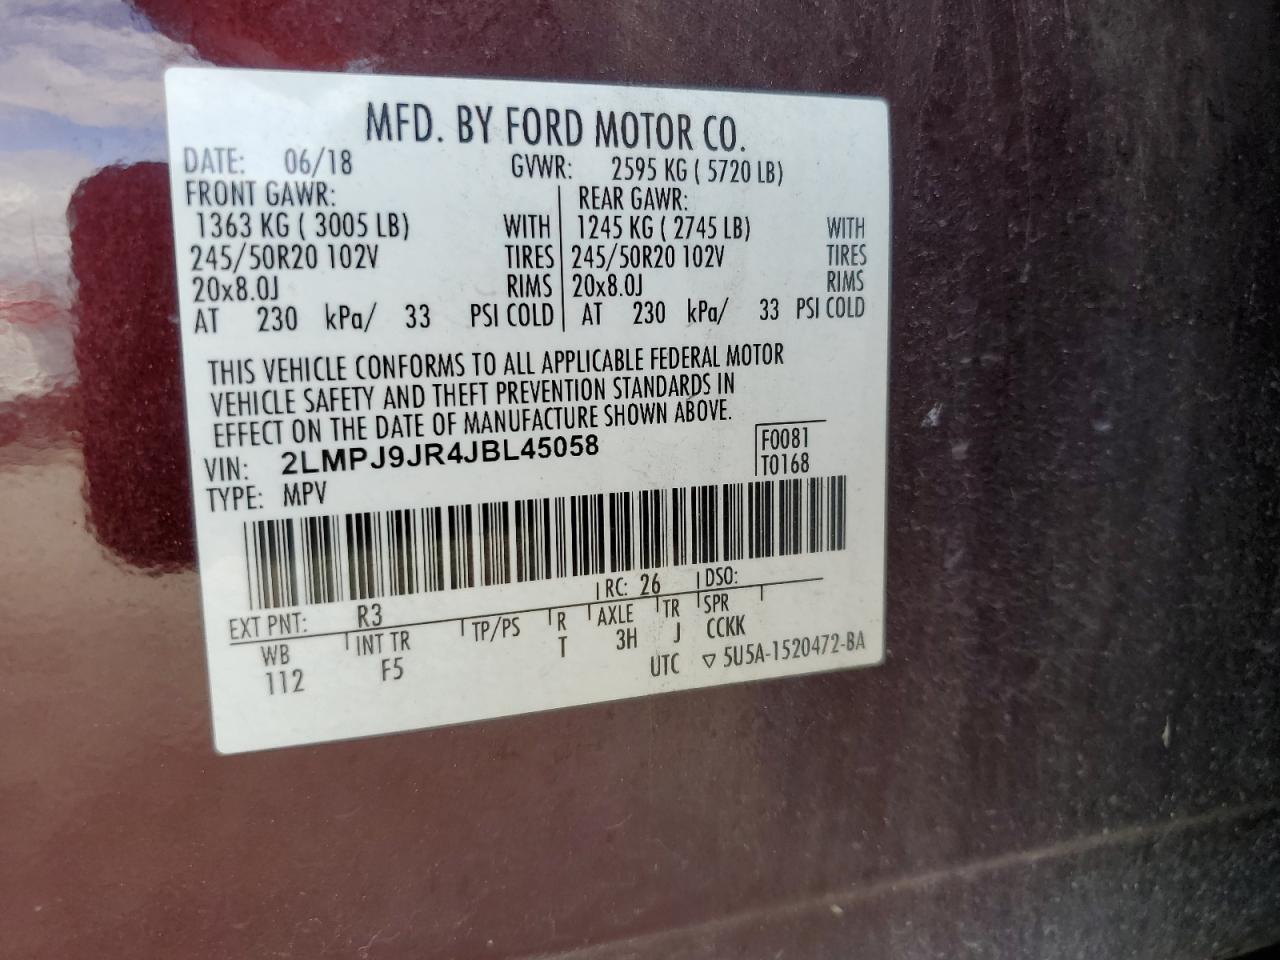 MFD. BY FORD MOTOR CO.
DATE: 06/18 GVWR: 2595 KG ( 5720 LB)
FRONT GAWR: REAR GAWR:
1363 KG ( 3005 LB) WITH 1245 KG ( 2745 LB) WITH
245/50R20 102V TIRES 245/50R20 102V TIRES
20x8.0J RIMS 20x8.0J RIMS
AT 230 kPa/ 33 PSI COLD AT 230 kPa/ 33 PSI COLD
THIS VEHICLE CONFORMS TO ALL APPLICABLE FEDERAL MOTOR
VEHICLE SAFETY AND THEFT PREVENTION STANDARDS IN
EFFECT ON THE DATE OF MANUFACTURE SHOWN ABOVE.
VIN: 2LMPJ9JR4JBL45058 F0081
TYPE: MPV T0168
EXT PNT: R3 RC: 26 DSO:
WB INT TR TP/PS R AXLE TR SPR
112 F5 T 3H J CCKK
UTC ▽ 5U5A-1520472-BA